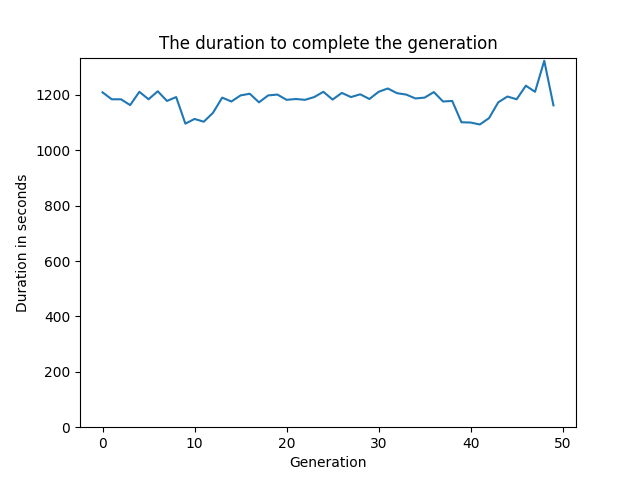 The duration to complete the generation
Duration in seconds
1200
1000
800
600
400
200
0
0 10 20 30 40 50
Generation